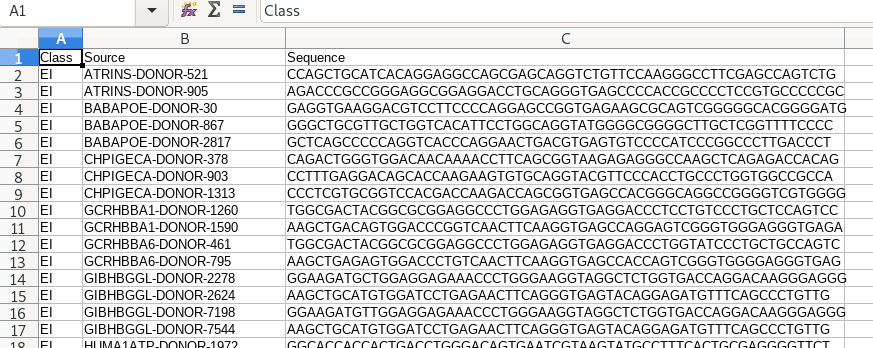 A1 fx Σ = Class
A B C
1 Class Source Sequence
2 EI ATRINS-DONOR-521 CCAGCTGCATCACAGGAGGCCAGCGAGCAGGTCTGTTCCAAGGGCCTTCGAGCCAGTCTG
3 EI ATRINS-DONOR-905 AGACCCGCCGGGAGGCGGAGGACCTGCAGGGTGAGCCCCACCGCCCCTCCGTGCCCCCGC
4 EI BABAPOE-DONOR-30 GAGGTGAAGGACGTCCTTCCCCAGGAGCCGGTGAGAAGCGCAGTCGGGGGCACGGGGATG
5 EI BABAPOE-DONOR-867 GGGCTGCGTTGCTGGTCACATTCCTGGCAGGTATGGGGCGGGGCTTGCTCGGTTTTCCCC
6 EI BABAPOE-DONOR-2817 GCTCAGCCCCCAGGTCACCCAGGAACTGACGTGAGTGTCCCCATCCCGGCCCTTGACCCT
7 EI CHPIGECA-DONOR-378 CAGACTGGGTGGACAACAAAACCTTCAGCGGTAAGAGAGGGCCAAGCTCAGAGACCACAG
8 EI CHPIGECA-DONOR-903 CCTTTGAGGACAGCACCAAGAAGTGTGCAGGTACGTTCCCACCTGCCCTGGTGGCCGCCA
9 EI CHPIGECA-DONOR-1313 CCCTCGTGCGGTCCACGACCAAGACCAGCGGTGAGCCACGGGCAGGCCGGGGTCGTGGGG
10 EI GCRHBBA1-DONOR-1260 TGGCGACTACGGCGCGGAGGCCCTGGAGAGGTGAGGACCCTCCTGTCCCTGCTCCAGTCC
11 EI GCRHBBA1-DONOR-1590 AAGCTGACAGTGGACCCGGTCAACTTCAAGGTGAGCCAGGAGTCGGGTGGGAGGGTGAGA
12 EI GCRHBBA6-DONOR-461 TGGCGACTACGGCGCGGAGGCCCTGGAGAGGTGAGGACCCTGGTATCCCTGCTGCCAGTC
13 EI GCRHBBA6-DONOR-795 AAGCTGAGAGTGGACCCTGTCAACTTCAAGGTGAGCCACCAGTCGGGTGGGGAGGGTGAG
14 EI GIBHBGGL-DONOR-2278 GGAAGATGCTGGAGGAGAAACCCTGGGAAGGTAGGCTCTGGTGACCAGGACAAGGGAGGG
15 EI GIBHBGGL-DONOR-2624 AAGCTGCATGTGGATCCTGAGAACTTCAGGGTGAGTACAGGAGATGTTTCAGCCCTGTTG
16 EI GIBHBGGL-DONOR-7198 GGAAGATGTTGGAGGAGAAACCCTGGGAAGGTAGGCTCTGGTGACCAGGACAAGGGAGGG
17 EI GIBHBGGL-DONOR-7544 AAGCTGCATGTGGATCCTGAGAACTTCAGGGTGAGTACAGGAGATGTTTCAGCCCTGTTG
18 EI HUMA1ATP-DONOR-1972 GGCACCACCACTGACCTGGGACAGTGAATCGTAAGTATGCCTTTCACTGCGAGGGGTTCT